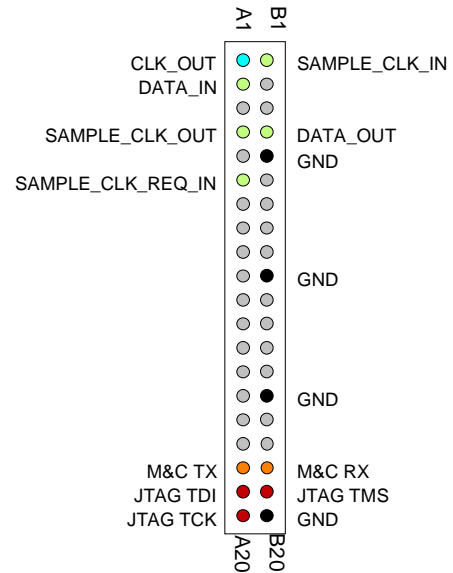 A1 B1
CLK_OUT SAMPLE_CLK_IN
DATA_IN
SAMPLE_CLK_OUT DATA_OUT
GND
SAMPLE_CLK_REQ_IN
GND
GND
M&C TX M&C RX
JTAG TDI JTAG TMS
JTAG TCK GND
A20 B20